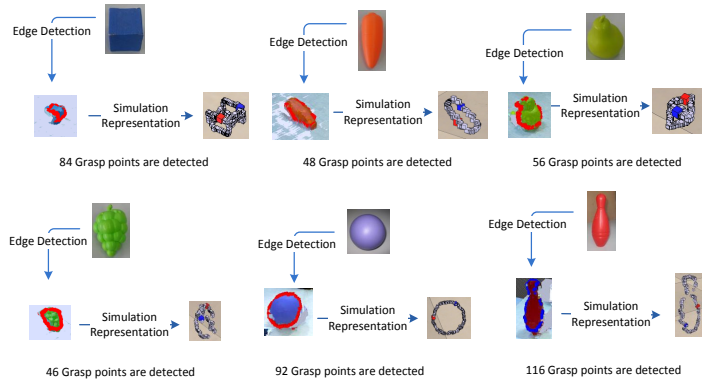 Edge Detection
Simulation
Representation
84 Grasp points are detected
Edge Detection
Simulation
Representation
48 Grasp points are detected
Edge Detection
Simulation
Representation
56 Grasp points are detected
Edge Detection
Simulation
Representation
46 Grasp points are detected
Edge Detection
Simulation
Representation
92 Grasp points are detected
Edge Detection
Simulation
Representation
116 Grasp points are detected